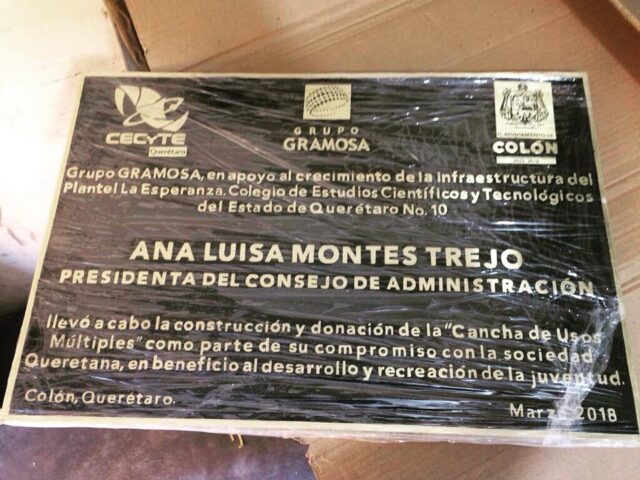 CECYTE
Querétaro
GRUPO
GRAMOSA
H. AYUNTAMIENTO DE
COLÓN
Grupo GRAMOSA, en apoyo al crecimiento de la Infraestructura del
Plantel La Esperanza. Colegio de Estudios Científicos y Tecnológicos
del Estado de Querétaro No. 10
ANA LUISA MONTES TREJO
PRESIDENTA DEL CONSEJO DE ADMINISTRACIÓN
llevó a cabo la construcción y donación de la "Cancha de Usos
Múltiples" como parte de su compromiso con la sociedad
Queretana, en beneficio al desarrollo y recreación de la juventud.
Colón, Querétaro.
Marzo 2018